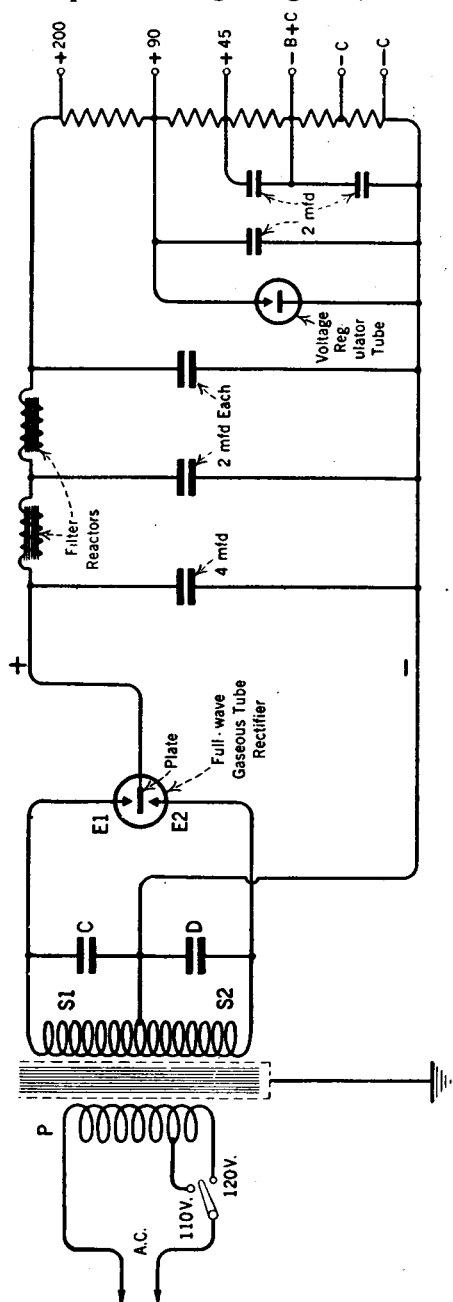 P
A.C.
110V.
120V.
S1
S2
C
D
E1
E2
Plate
Full-wave
Gaseous Tube
Rectifier
+
−
Filter-
Reactors
4 mfd
2 mfd Each
Voltage
Reg-
ulator
Tube
2 mfd
+200
+90
+45
−B+C
−C
−C